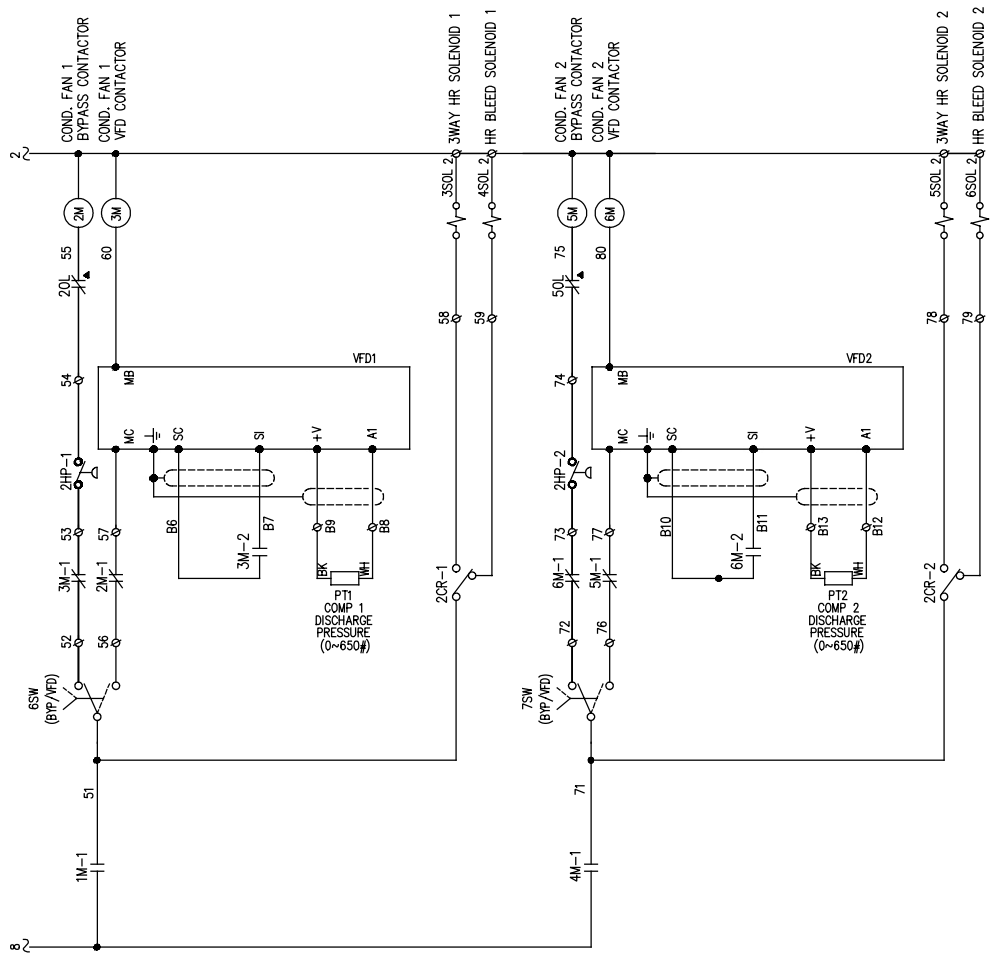 2
COND. FAN 1
BYPASS CONTACTOR
COND. FAN 1
VFD CONTACTOR
3WAY HR SOLENOID 1
HR BLEED SOLENOID 1
COND. FAN 2
BYPASS CONTACTOR
COND. FAN 2
VFD CONTACTOR
3WAY HR SOLENOID 2
HR BLEED SOLENOID 2
2M
3M
3SOL 2
4SOL 2
5M
6M
5SOL 2
6SOL 2
55
60
75
80
2OL
5OL
58
59
78
79
54
MB
VFD1
74
MB
VFD2
MC
SC
SI
+V
A1
MC
SC
SI
+V
A1
2HP-1
2HP-2
53
57
B6
B7
B9
B8
73
77
B10
B11
B13
B12
3M-1
2M-1
3M-2
BK
WH
2CR-1
6M-1
5M-1
6M-2
BK
WH
2CR-2
PT1
COMP 1
DISCHARGE
PRESSURE
(0~650#)
PT2
COMP 2
DISCHARGE
PRESSURE
(0~650#)
52
56
72
76
6SW
(BYP/VFD)
7SW
(BYP/VFD)
51
71
1M-1
4M-1
8